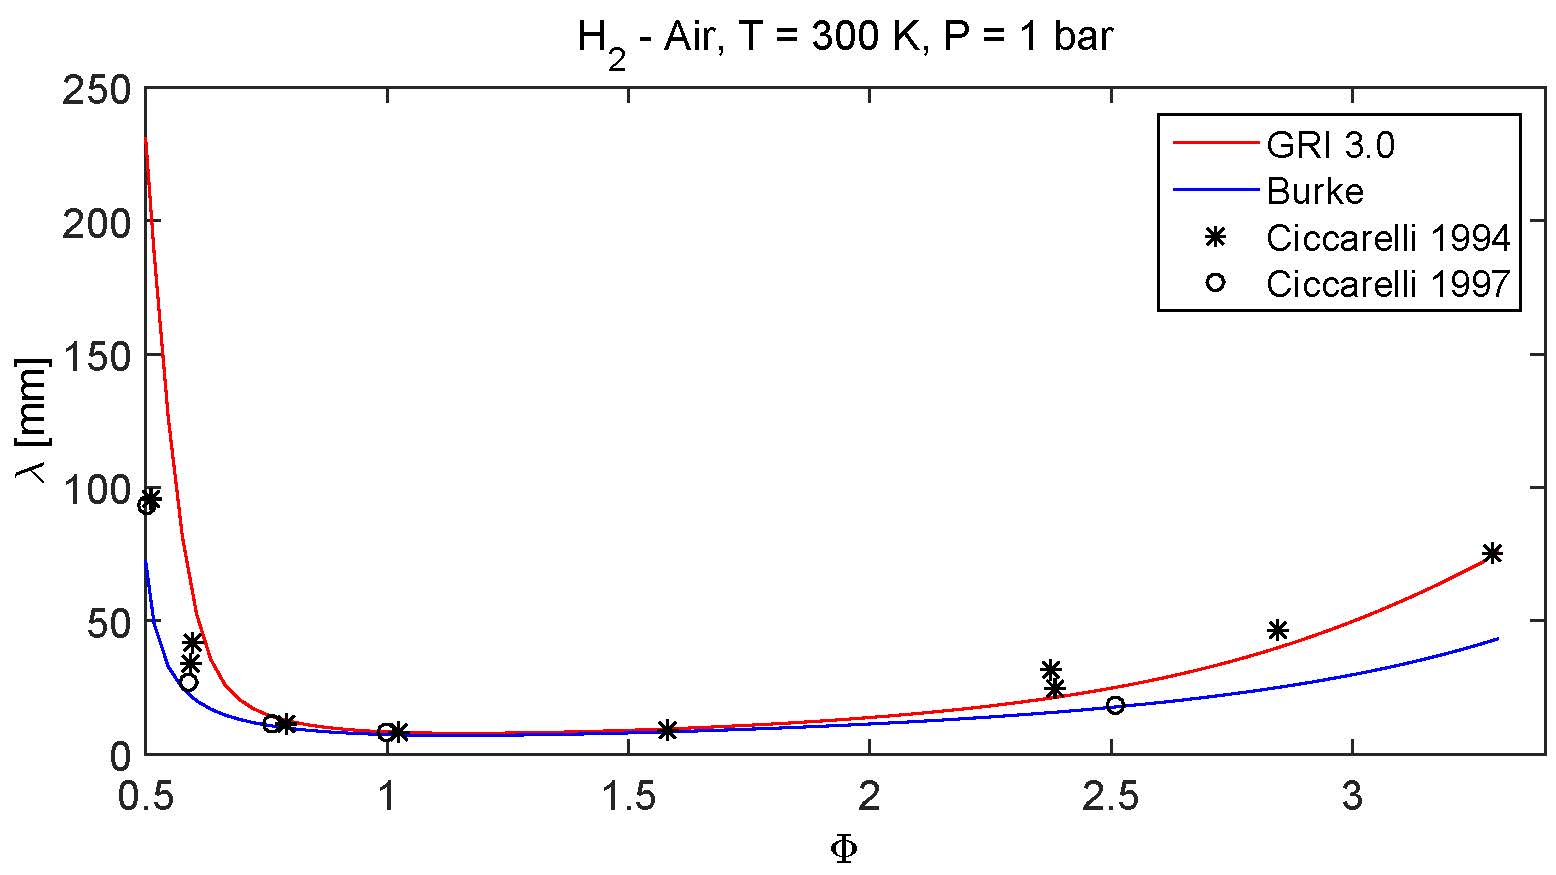 H2 - Air, T = 300 K, P = 1 bar
250
200
150
100
50
0
λ [mm]
GRI 3.0
Burke
Ciccarelli 1994
Ciccarelli 1997
0.5 1 1.5 2 2.5 3
Φ